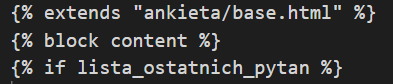 {% extends "ankieta/base.html" %}
{% block content %}
{% if lista_ostatnich_pytan %}